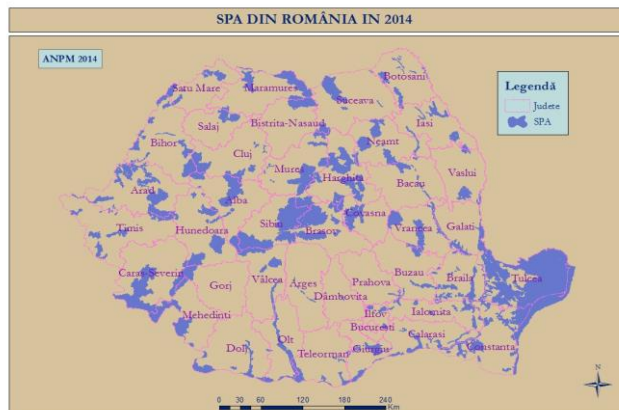 SPA DIN ROMÂNIA IN 2014
ANPM 2014
Legendă
Judete
SPA
Botosani
Satu Mare
Maramures
Suceava
Salaj
Bistrita-Nasaud
Iasi
Bihor
Neamt
Cluj
Mures
Harghita
Vaslui
Bacau
Arad
Alba
Covasna
Timis
Hunedoara
Sibiu
Brasov
Vrancea
Galati
Caras-Severin
Gorj
Vâlcea
Arges
Prahova
Buzau
Braila
Tulcea
Dâmbovita
Mehedinti
Ilfov
Ialomita
Bucuresti
Calarasi
Dolj
Olt
Teleorman
Giurgiu
Constanta
N
0 30 60 120 180 240
Km